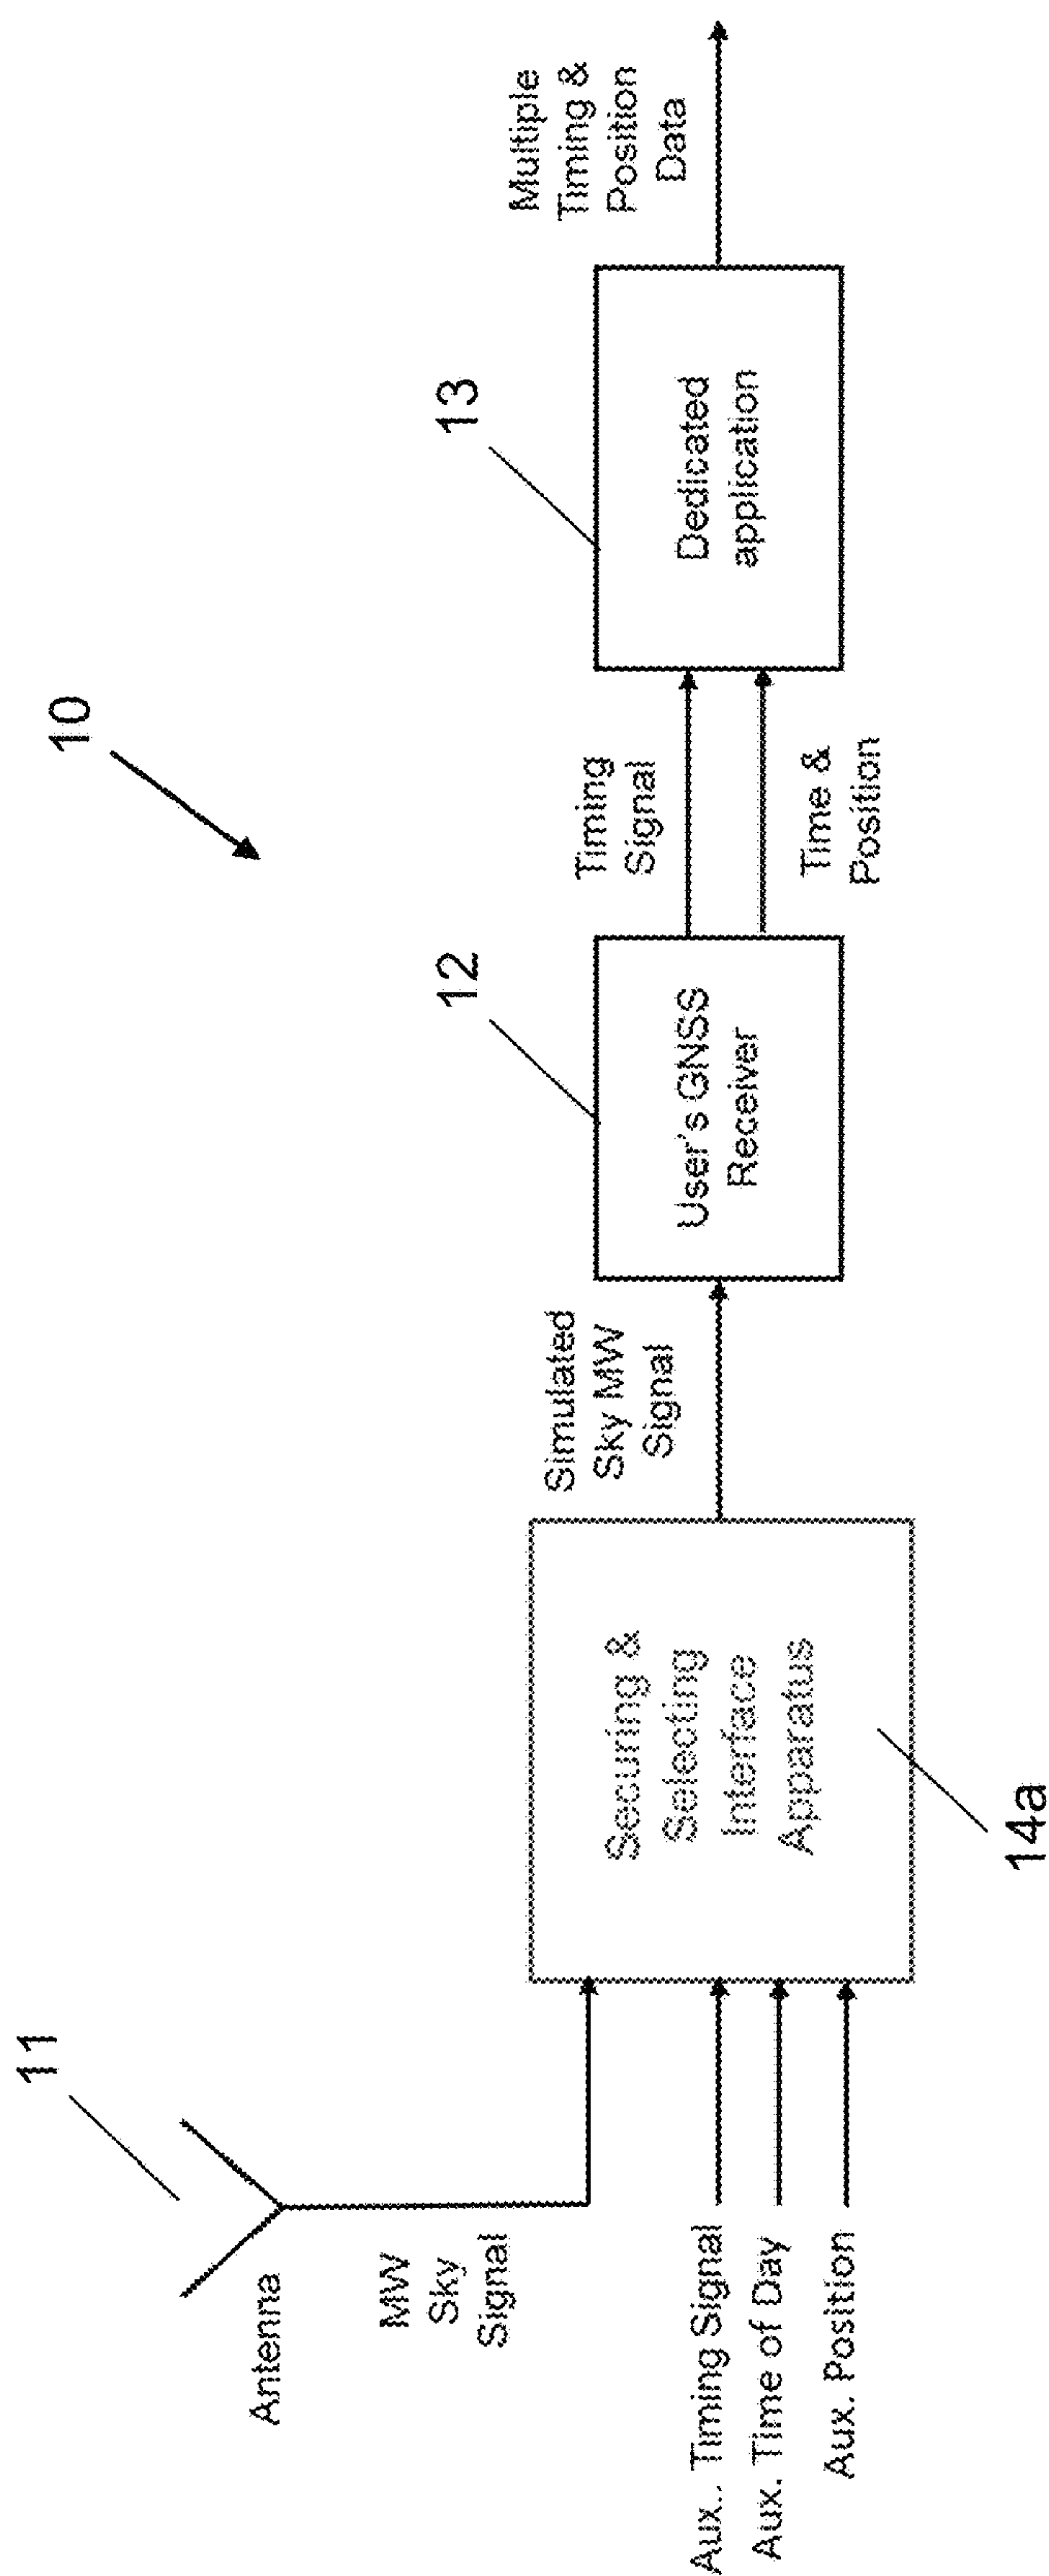 10
11
Antenna
MW
Sky
Signal
Aux.. Timing Signal
Aux. Time of Day
Aux. Position
Securing &
Selecting
Interface
Apparatus
14a
Simulated
Sky MW
Signal
12
User's GNSS
Receiver
Timing
Signal
Time &
Position
13
Dedicated
application
Multiple
Timing &
Position
Data